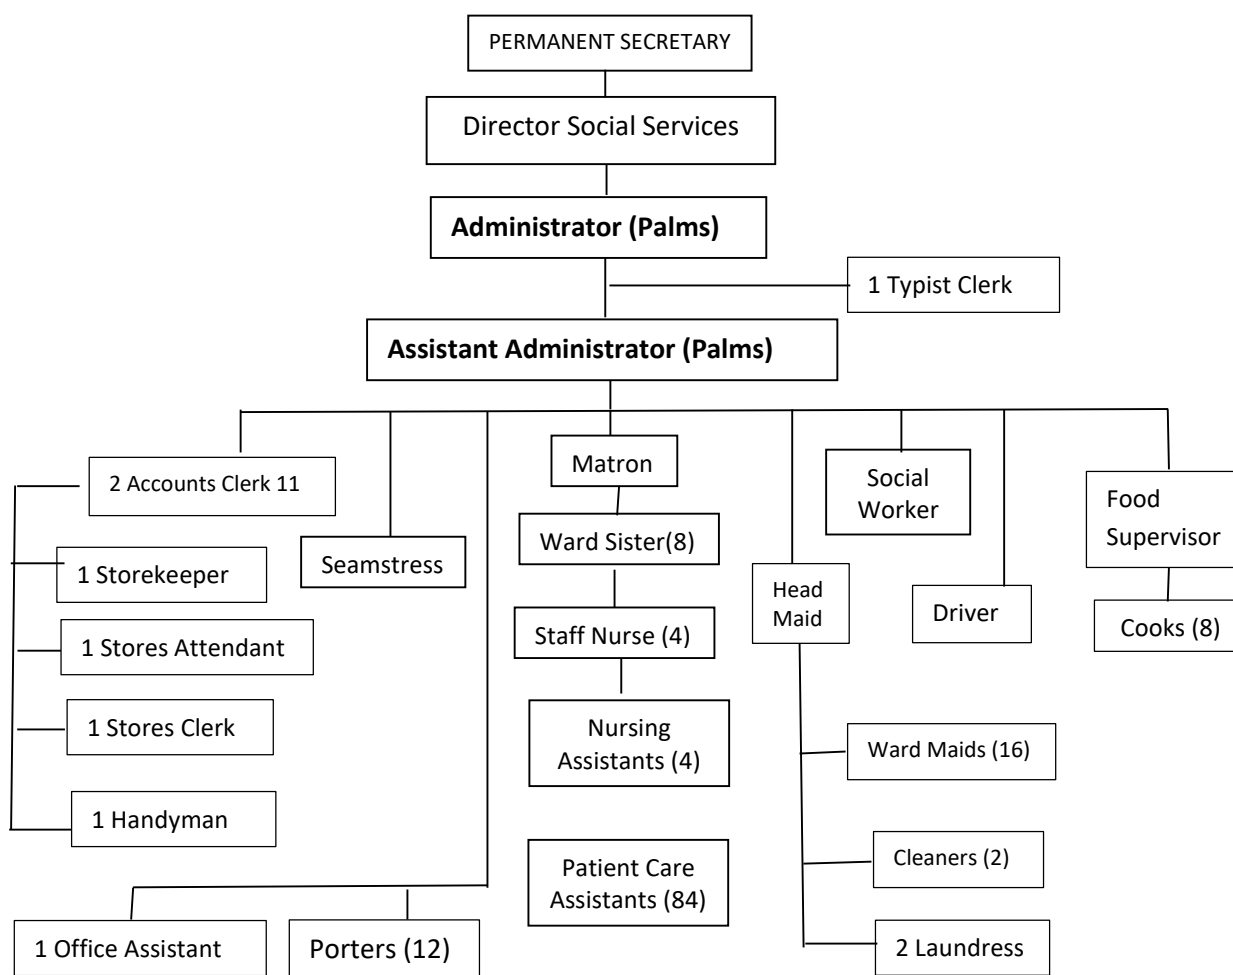 PERMANENT SECRETARY
Director Social Services
Administrator (Palms)
1 Typist Clerk
Assistant Administrator (Palms)
2 Accounts Clerk 11
1 Storekeeper
1 Stores Attendant
1 Stores Clerk
1 Handyman
Seamstress
1 Office Assistant
Porters (12)
Matron
Ward Sister(8)
Staff Nurse (4)
Nursing
Assistants (4)
Patient Care
Assistants (84)
Head
Maid
Ward Maids (16)
Cleaners (2)
2 Laundress
Social
Worker
Driver
Food
Supervisor
Cooks (8)